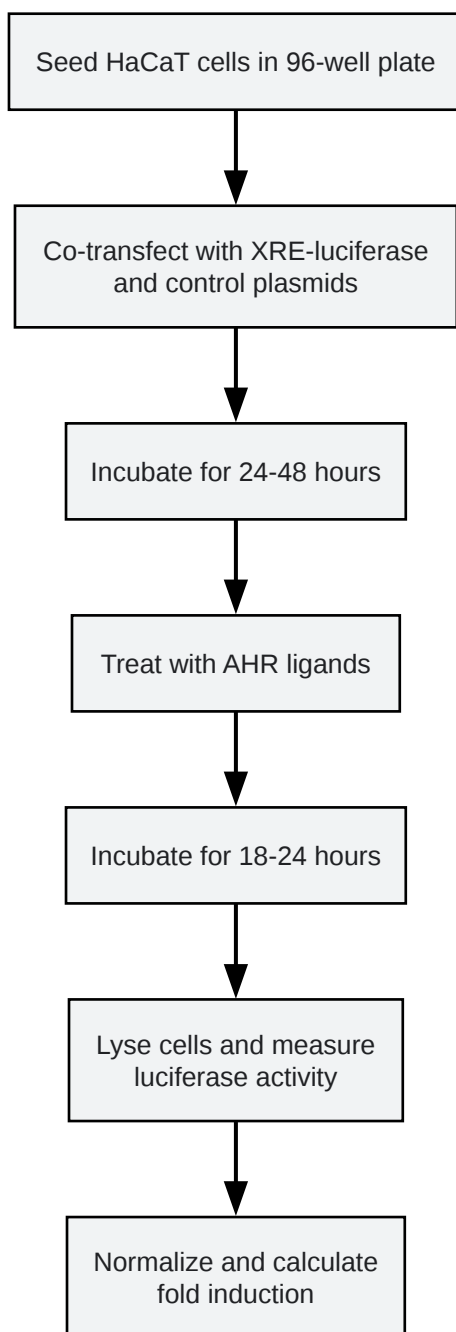 Seed HaCaT cells in 96-well plate
Co-transfect with XRE-luciferase
and control plasmids
Incubate for 24-48 hours
Treat with AHR ligands
Incubate for 18-24 hours
Lyse cells and measure
luciferase activity
Normalize and calculate
fold induction